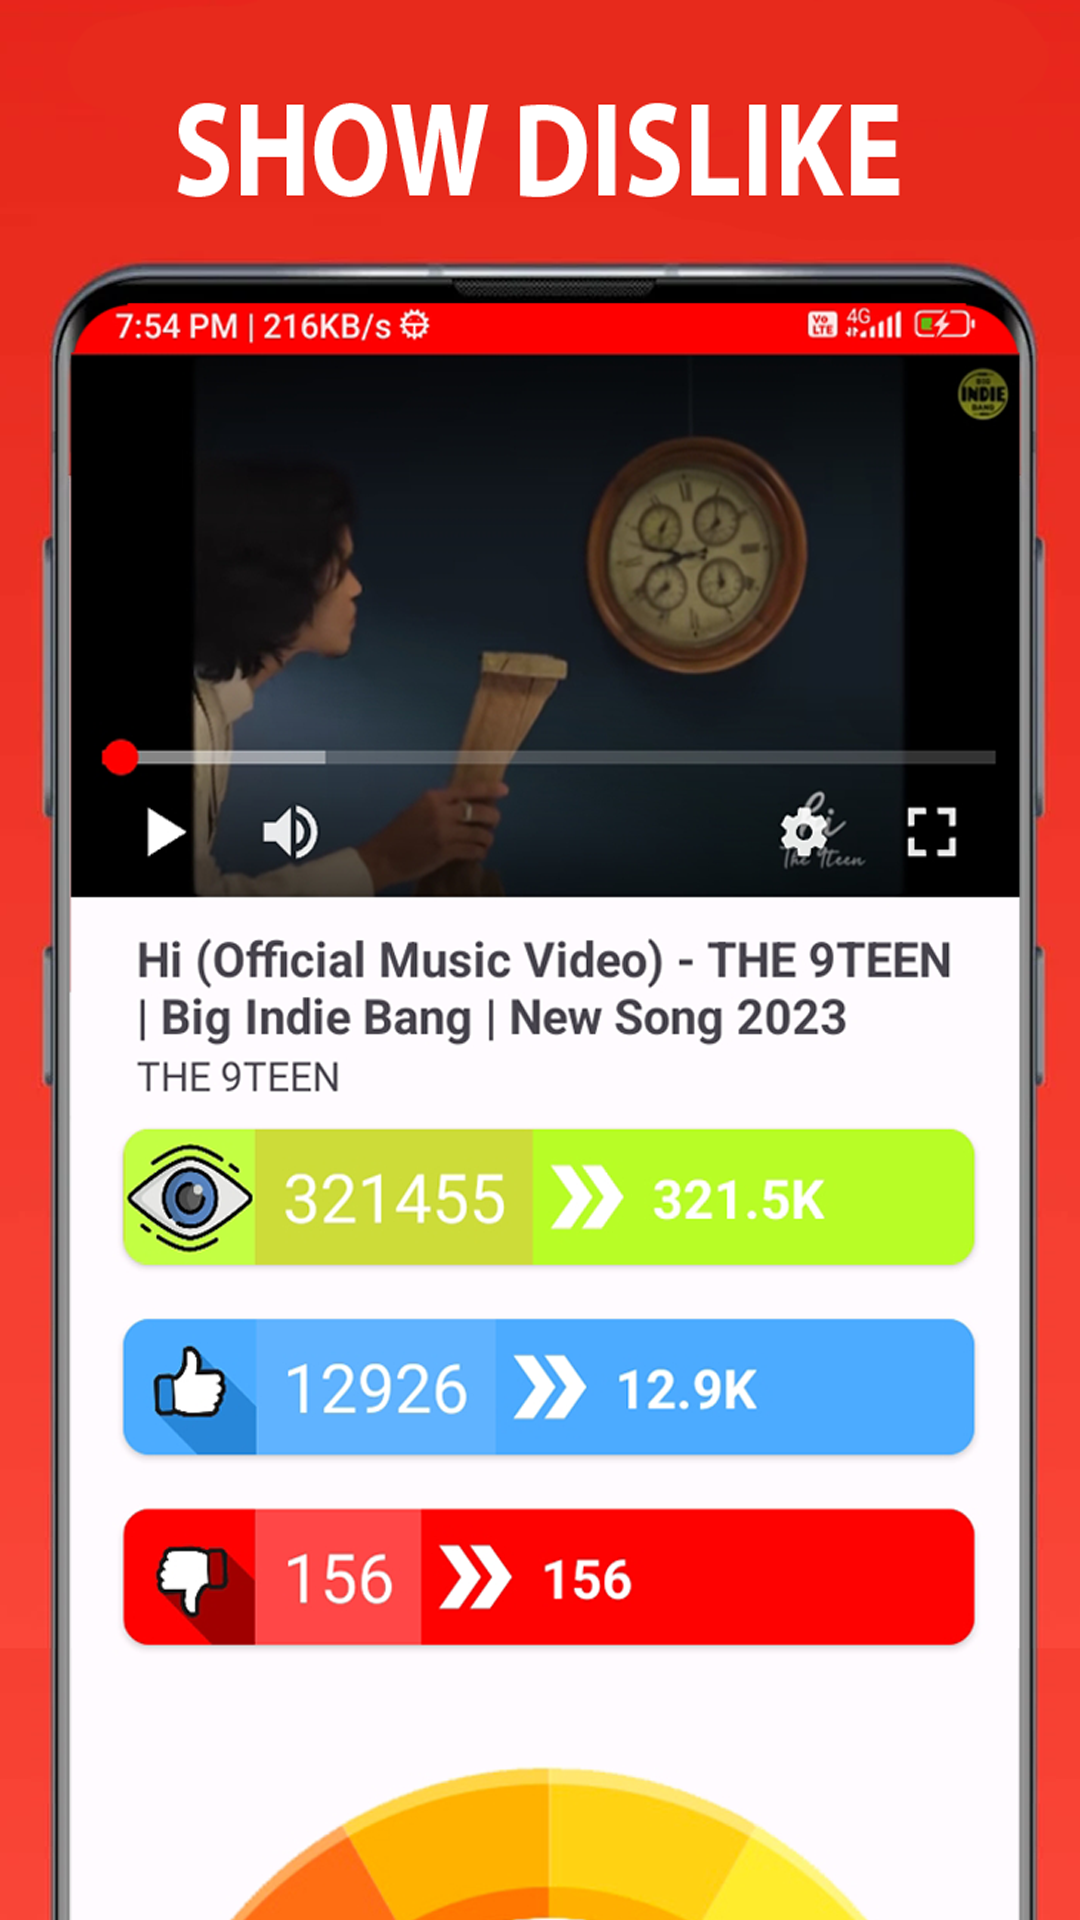 SHOW DISLIKE
7:54 PM | 216KB/s
Vo LTE 4G
BIG
INDIE
BANG
Hi
The 9teen
Hi (Official Music Video) - THE 9TEEN
| Big Indie Bang | New Song 2023
THE 9TEEN
321455 321.5K
12926 12.9K
156 156